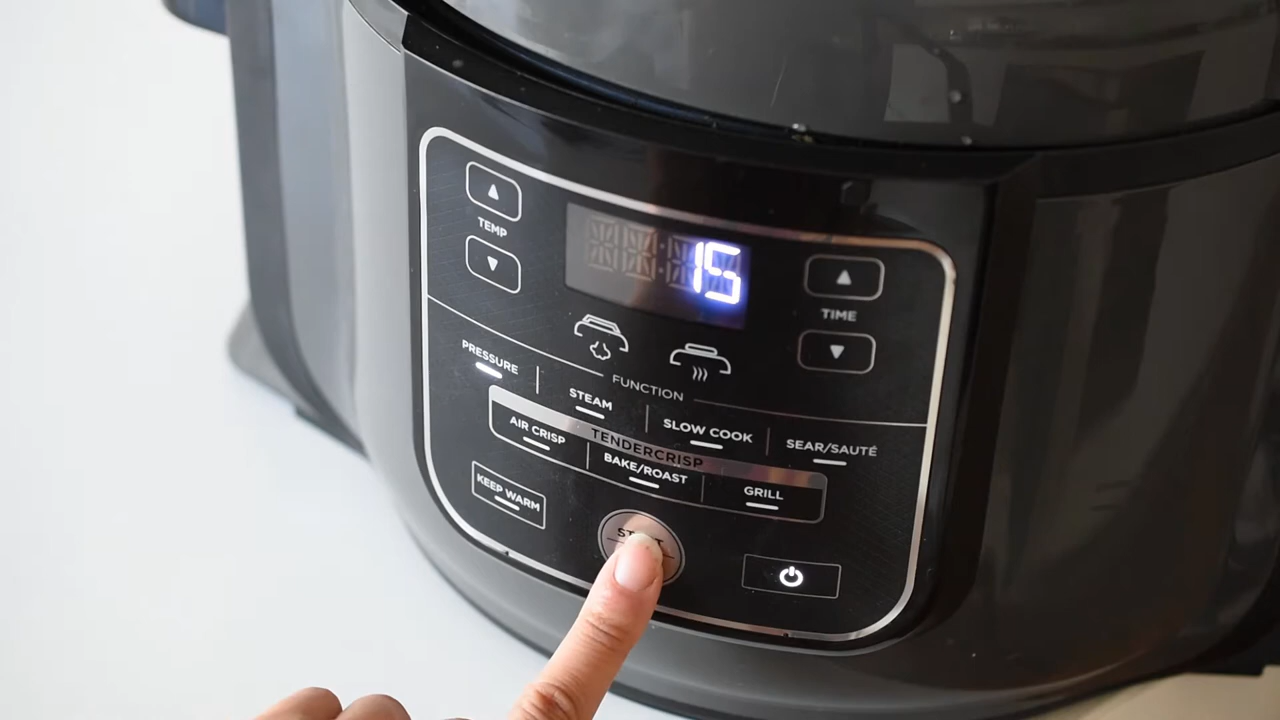 TEMP
15
TIME
FUNCTION
PRESSURE
STEAM
SLOW COOK
SEAR/SAUTÉ
TENDERCRISP
AIR CRISP
BAKE/ROAST
GRILL
KEEP WARM